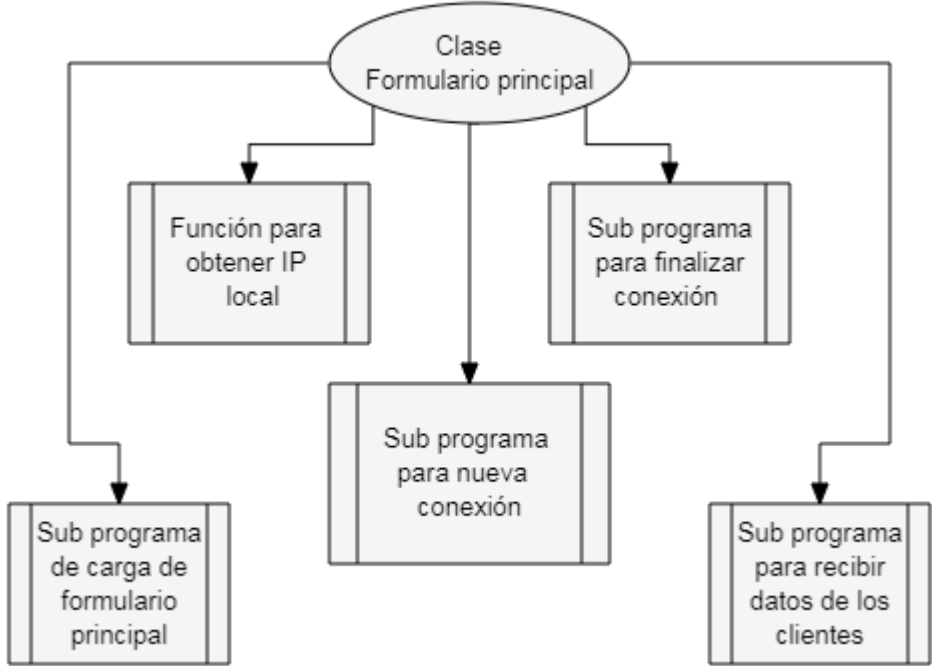 Clase
Formulario principal
Función para
obtener IP
local
Sub programa
para finalizar
conexión
Sub programa
para nueva
conexión
Sub programa
de carga de
formulario
principal
Sub programa
para recibir
datos de los
clientes